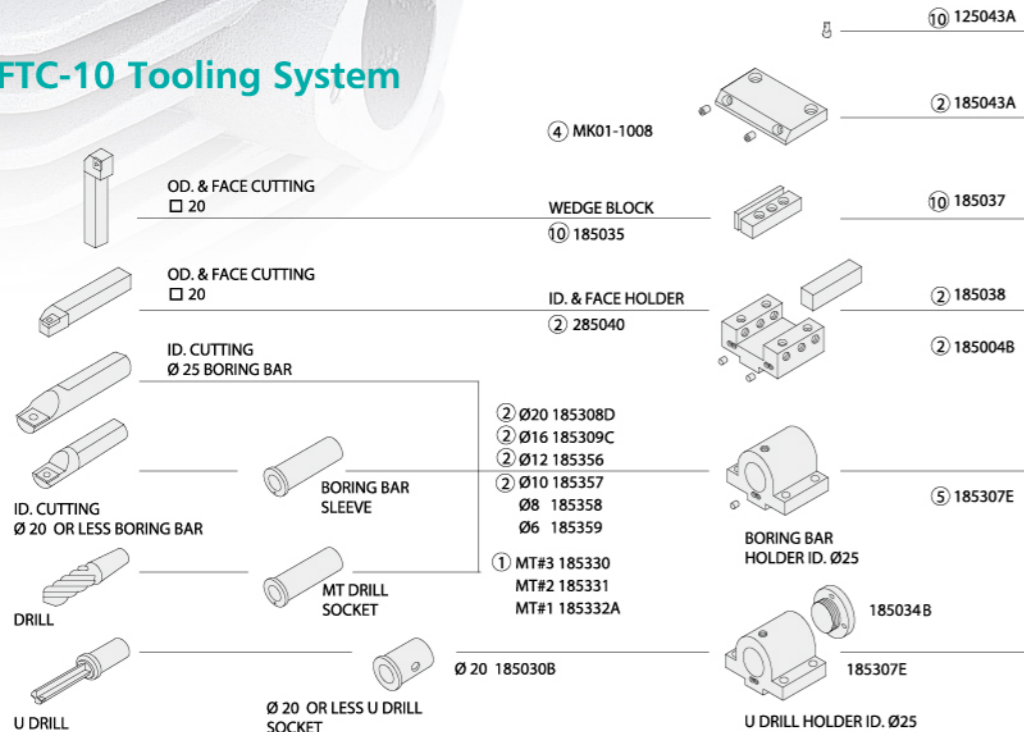 FTC-10 Tooling System
⑩ 125043A
② 185043A
④ MK01-1008
OD. & FACE CUTTING
□ 20
WEDGE BLOCK
⑩ 185035
⑩ 185037
OD. & FACE CUTTING
□ 20
ID. & FACE HOLDER
② 285040
② 185038
② 185004B
ID. CUTTING
Ø 25 BORING BAR
② Ø20 185308D
② Ø16 185309C
② Ø12 185356
② Ø10 185357
Ø8 185358
Ø6 185359
BORING BAR
SLEEVE
ID. CUTTING
Ø 20 OR LESS BORING BAR
⑤ 185307E
BORING BAR
HOLDER ID. Ø25
① MT#3 185330
MT#2 185331
MT#1 185332A
MT DRILL
SOCKET
DRILL
185034B
Ø 20 185030B
185307E
Ø 20 OR LESS U DRILL
SOCKET
U DRILL
U DRILL HOLDER ID. Ø25